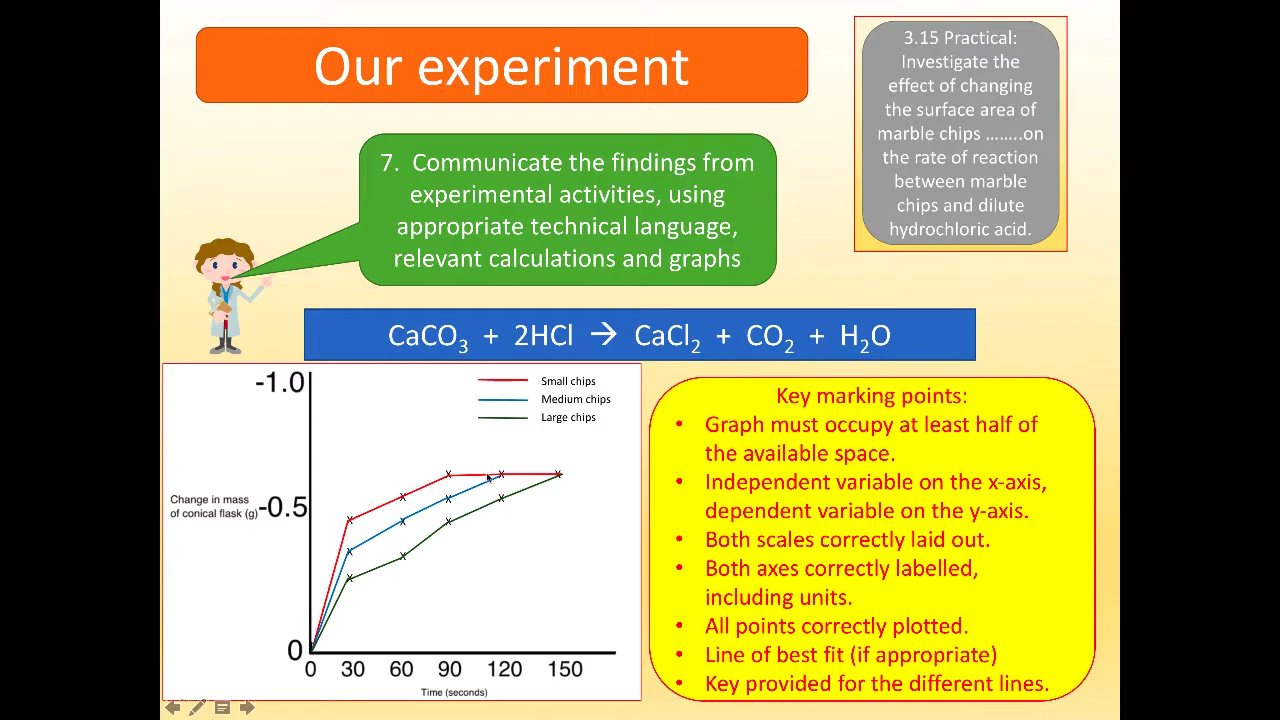 Our experiment
3.15 Practical:
Investigate the
effect of changing
the surface area of
marble chips ........on
the rate of reaction
between marble
chips and dilute
hydrochloric acid.
7.  Communicate the findings from
experimental activities, using
appropriate technical language,
relevant calculations and graphs
CaCO₃ + 2HCl → CaCl₂ + CO₂ + H₂O
-1.0
Small chips
Medium chips
Large chips
Change in mass
of conical flask (g)
-0.5
0
0 30 60 90 120 150
Time (seconds)
Key marking points:
• Graph must occupy at least half of
the available space.
• Independent variable on the x-axis,
dependent variable on the y-axis.
• Both scales correctly laid out.
• Both axes correctly labelled,
including units.
• All points correctly plotted.
• Line of best fit (if appropriate)
• Key provided for the different lines.